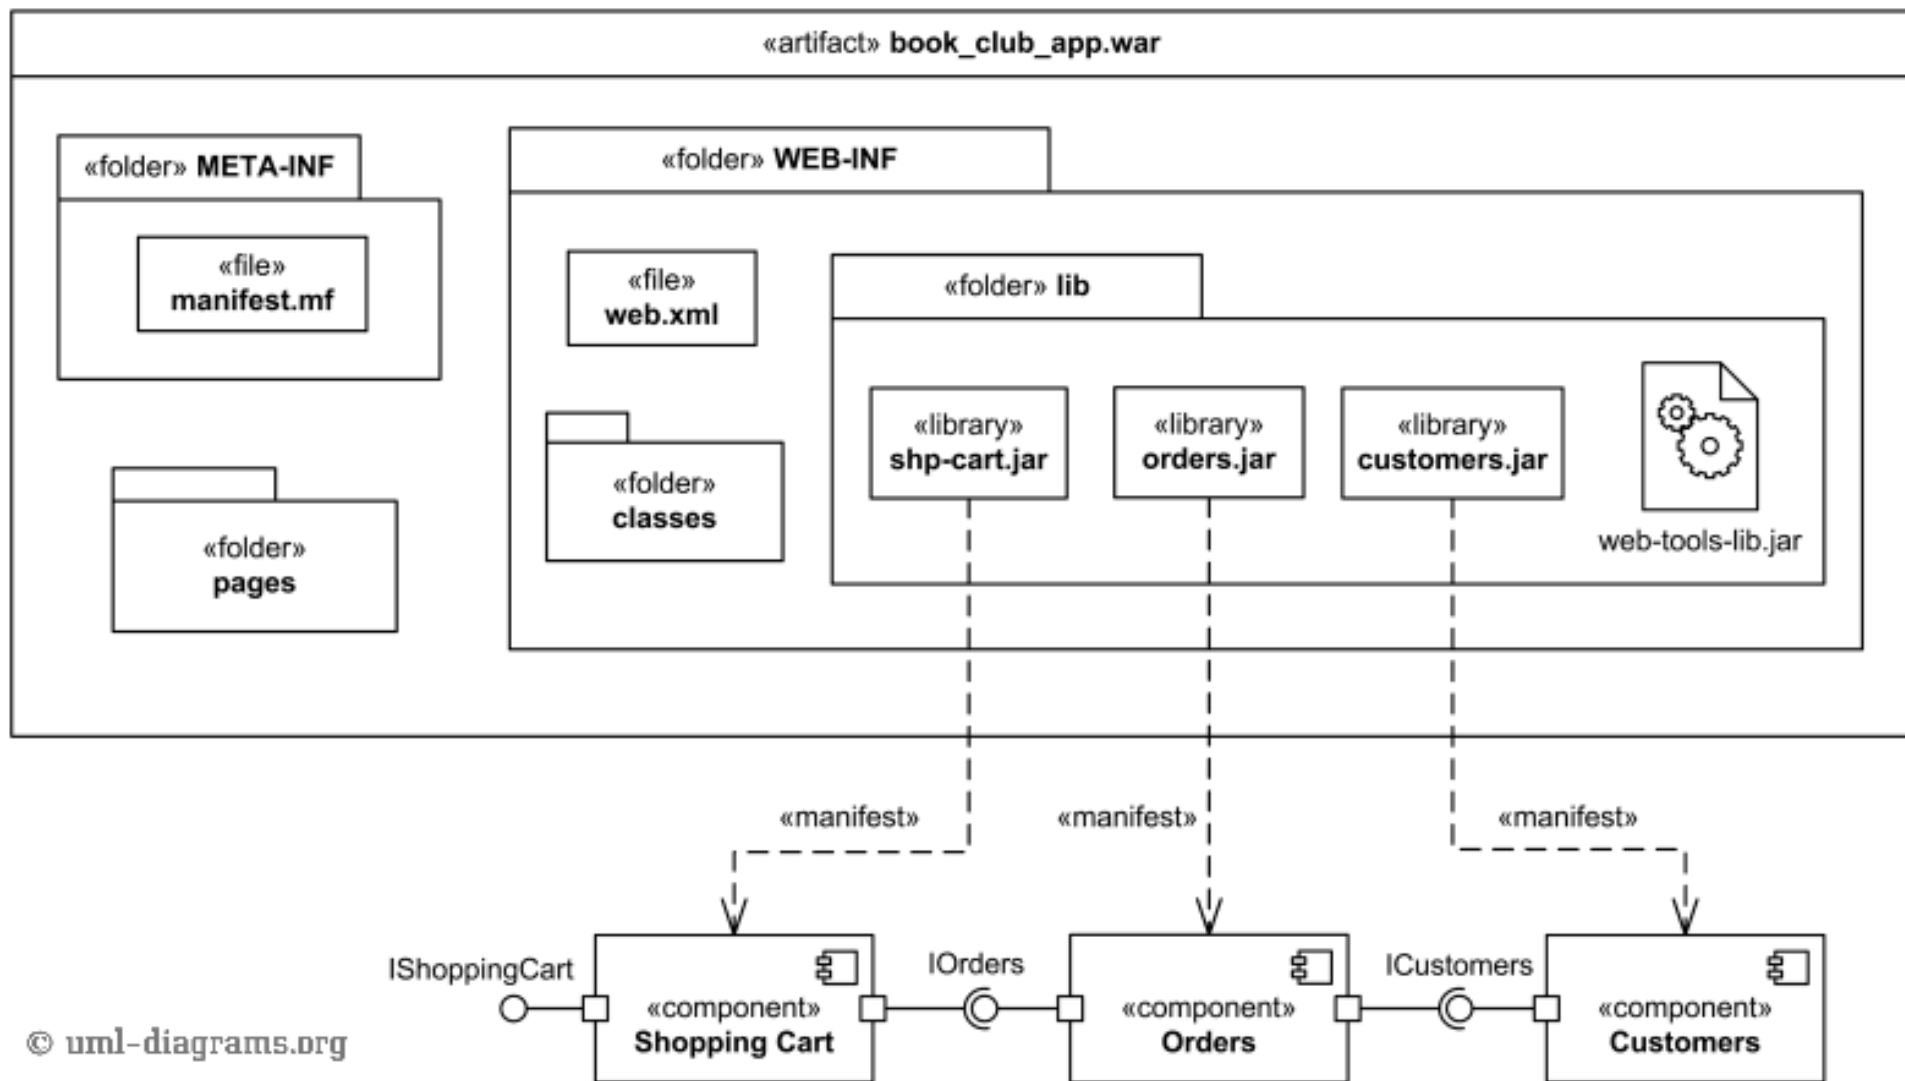 «artifact» book_club_app.war
«folder» META-INF
«file»
manifest.mf
«folder»
pages
«folder» WEB-INF
«file»
web.xml
«folder»
classes
«folder» lib
«library»
shp-cart.jar
«library»
orders.jar
«library»
customers.jar
web-tools-lib.jar
«manifest»
«manifest»
«manifest»
IShoppingCart
«component»
Shopping Cart
IOrders
«component»
Orders
ICustomers
«component»
Customers
© uml-diagrams.org